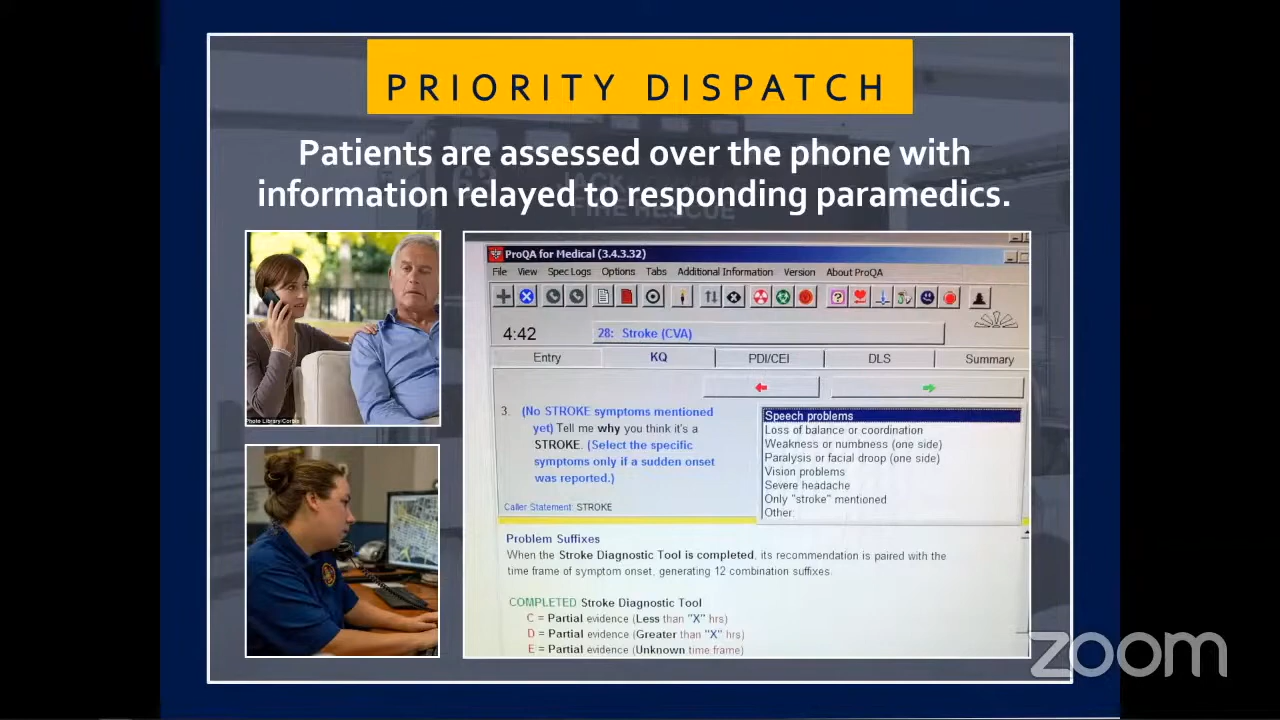 PRIORITY DISPATCH
Patients are assessed over the phone with
information relayed to responding paramedics.
JACK
FIRE RESCUE
63
Photo Library/Corbis
ProQA for Medical (3.4.3.32)
File View Spec Logs Options Tabs Additional Information Version About ProQA
4:42
28: Stroke (CVA)
Entry KQ PDI/CEI DLS Summary
3. (No STROKE symptoms mentioned
yet) Tell me why you think it's a
STROKE. (Select the specific
symptoms only if a sudden onset
was reported.)
Caller Statement: STROKE
Speech problems
Loss of balance or coordination
Weakness or numbness (one side)
Paralysis or facial droop (one side)
Vision problems
Severe headache
Only "stroke" mentioned
Other:
Problem Suffixes
When the Stroke Diagnostic Tool is completed, its recommendation is paired with the
time frame of symptom onset, generating 12 combination suffixes.
COMPLETED Stroke Diagnostic Tool
C = Partial evidence (Less than "X" hrs)
D = Partial evidence (Greater than "X" hrs)
E = Partial evidence (Unknown time frame)
zoom